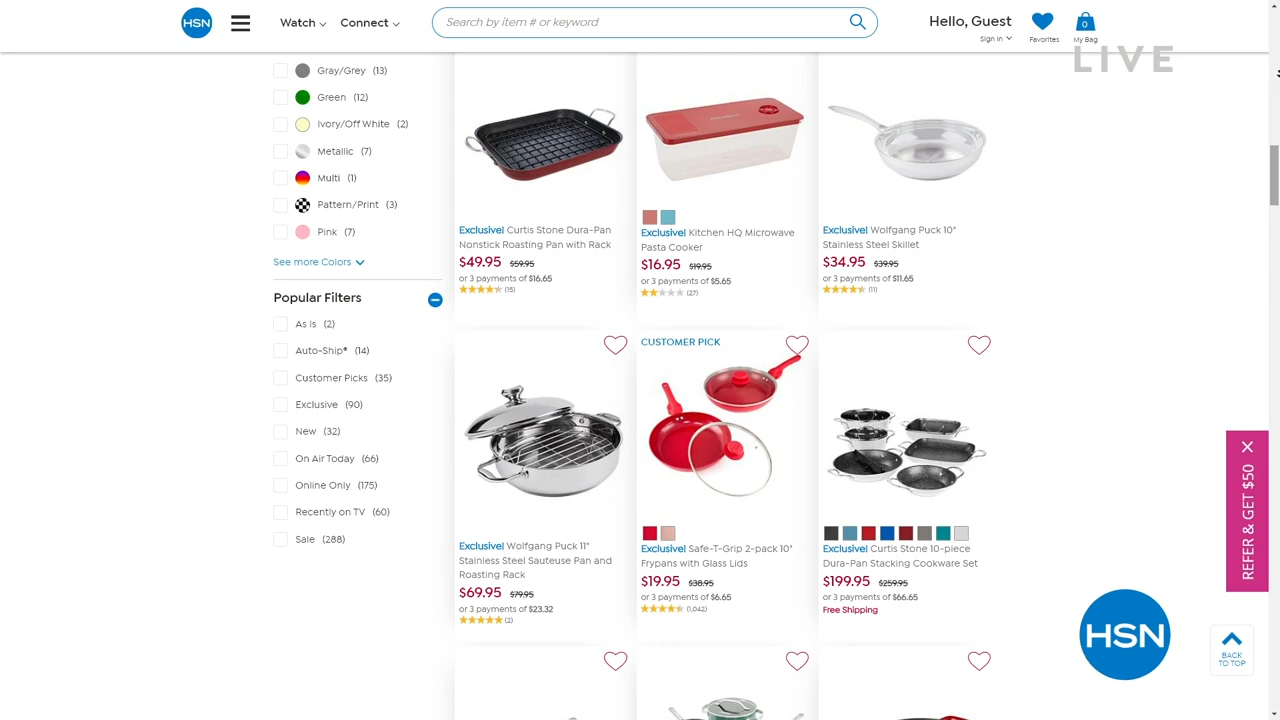 HSN
Watch
Connect
Search by item # or keyword
Hello, Guest
Sign In
Favorites
0
My Bag
LIVE
Gray/Grey (13)
Green (12)
Ivory/Off White (2)
Metallic (7)
Multi (1)
Pattern/Print (3)
Pink (7)
See more Colors
Popular Filters
As Is (2)
Auto-Ship® (14)
Customer Picks (35)
Exclusive (90)
New (32)
On Air Today (66)
Online Only (175)
Recently on TV (60)
Sale (288)
Exclusive! Curtis Stone Dura-Pan
Nonstick Roasting Pan with Rack
$49.95 $59.95
or 3 payments of $16.65
(15)
Exclusive! Kitchen HQ Microwave
Pasta Cooker
$16.95 $19.95
or 3 payments of $5.65
(27)
Exclusive! Wolfgang Puck 10"
Stainless Steel Skillet
$34.95 $39.95
or 3 payments of $11.65
(11)
Exclusive! Wolfgang Puck 11"
Stainless Steel Sauteuse Pan and
Roasting Rack
$69.95 $79.95
or 3 payments of $23.32
(2)
CUSTOMER PICK
Exclusive! Safe-T-Grip 2-pack 10"
Frypans with Glass Lids
$19.95 $38.95
or 3 payments of $6.65
(1,042)
Exclusive! Curtis Stone 10-piece
Dura-Pan Stacking Cookware Set
$199.95 $259.95
or 3 payments of $66.65
Free Shipping
REFER & GET $50
HSN
BACK
TO TOP